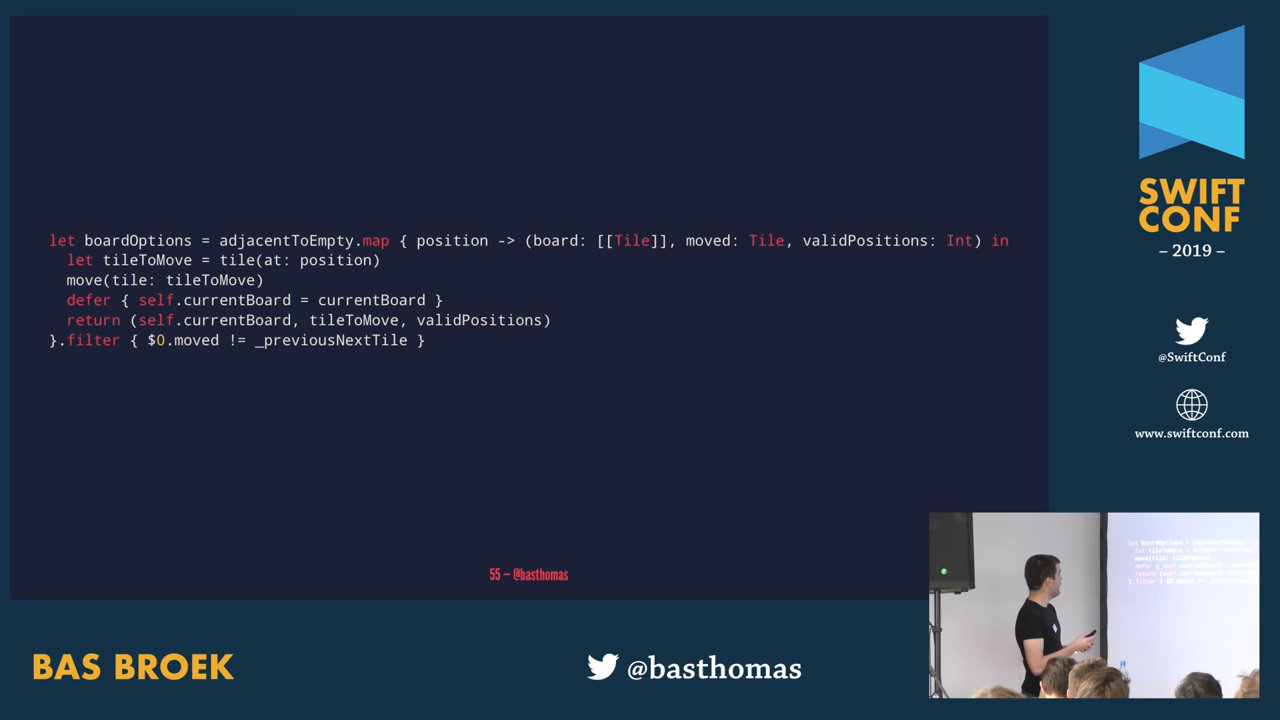 let boardOptions = adjacentToEmpty.map { position -> (board: [[Tile]], moved: Tile, validPositions: Int) in
let tileToMove = tile(at: position)
move(tile: tileToMove)
defer { self.currentBoard = currentBoard }
return (self.currentBoard, tileToMove, validPositions)
}.filter { $0.moved != _previousNextTile }
55 — @basthomas
SWIFT
CONF
– 2019 –
@SwiftConf
www.swiftconf.com
BAS BROEK
@basthomas